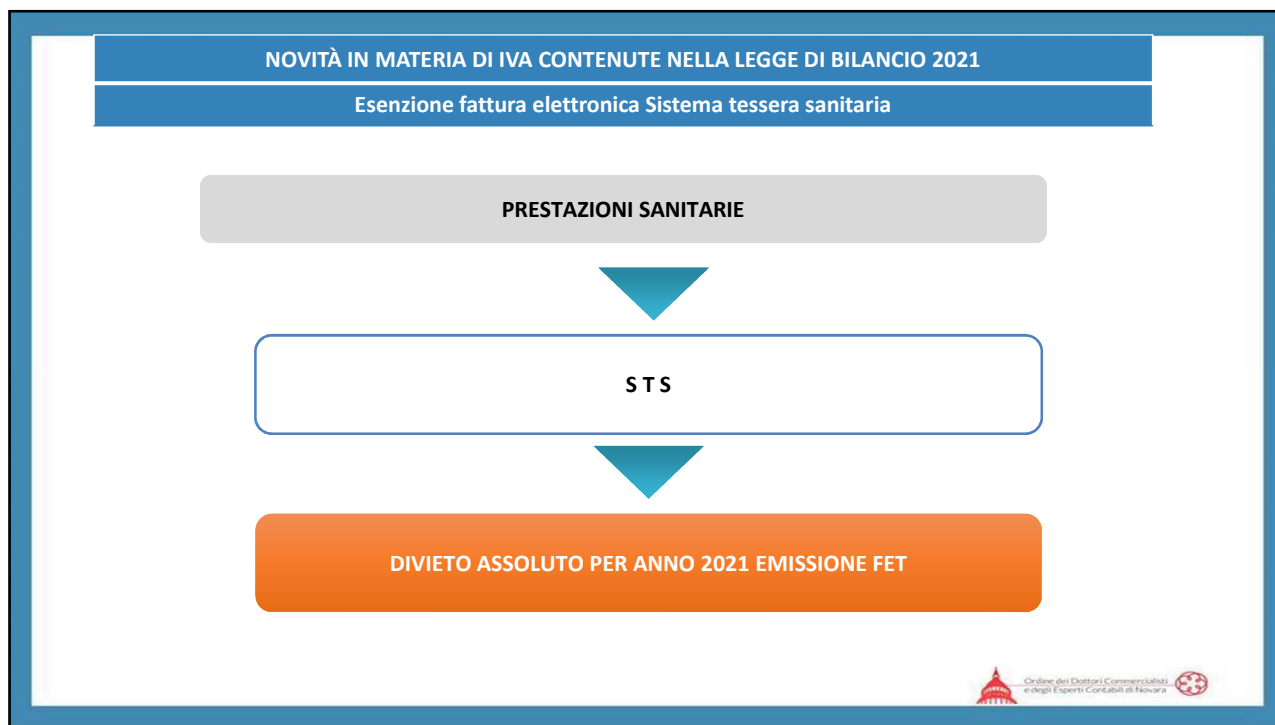 NOVITÀ IN MATERIA DI IVA CONTENUTE NELLA LEGGE DI BILANCIO 2021
Esenzione fattura elettronica Sistema tessera sanitaria
PRESTAZIONI SANITARIE
S T S
DIVIETO ASSOLUTO PER ANNO 2021 EMISSIONE FET
Ordine dei Dottori Commercialisti
e degli Esperti Contabili di Novara